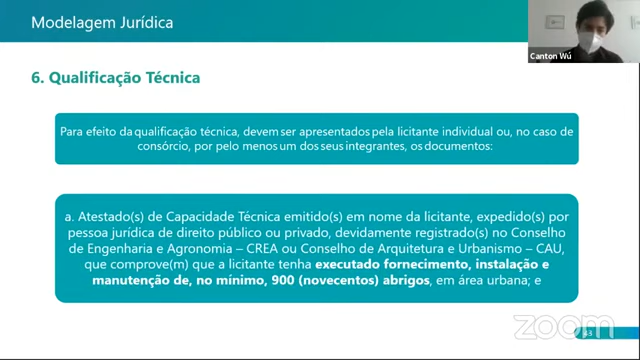 Modelagem Jurídica
Canton Wú
6. Qualificação Técnica
Para efeito da qualificação técnica, devem ser apresentados pela licitante individual ou, no caso de
consórcio, por pelo menos um dos seus integrantes, os documentos:
a. Atestado(s) de Capacidade Técnica emitido(s) em nome da licitante, expedido(s) por
pessoa jurídica de direito público ou privado, devidamente registrado(s) no Conselho
de Engenharia e Agronomia – CREA ou Conselho de Arquitetura e Urbanismo – CAU,
que comprove(m) que a licitante tenha executado fornecimento, instalação e
manutenção de, no mínimo, 900 (novecentos) abrigos, em área urbana; e
zoom